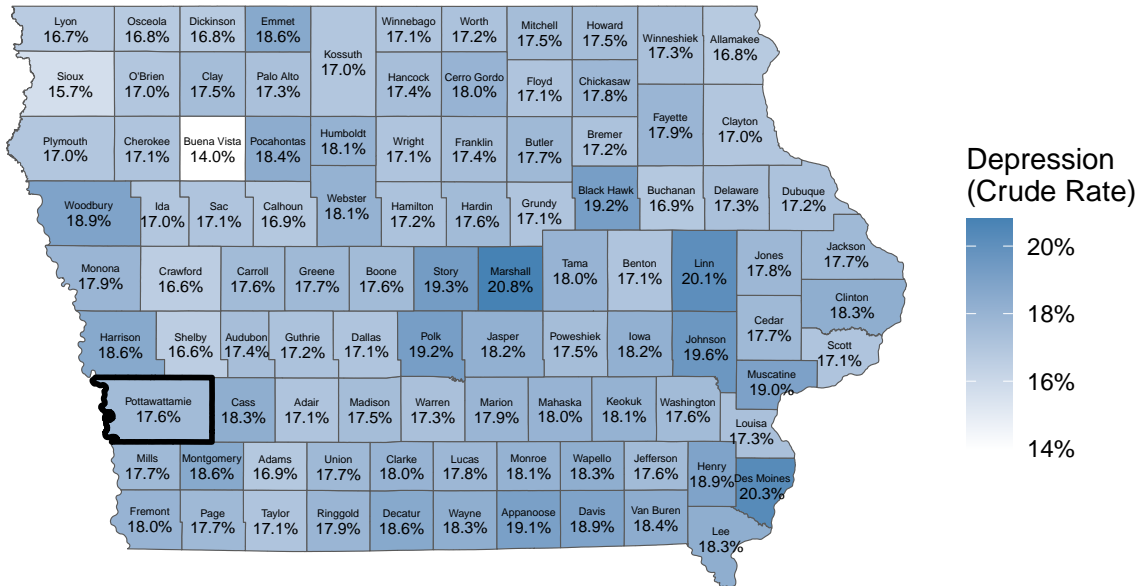 Lyon
16.7%
Osceola
16.8%
Dickinson
16.8%
Emmet
18.6%
Kossuth
17.0%
Winnebago
17.1%
Worth
17.2%
Mitchell
17.5%
Howard
17.5%
Winneshiek
17.3%
Allamakee
16.8%
Sioux
15.7%
O'Brien
17.0%
Clay
17.5%
Palo Alto
17.3%
Hancock
17.4%
Cerro Gordo
18.0%
Floyd
17.1%
Chickasaw
17.8%
Fayette
17.9%
Clayton
17.0%
Plymouth
17.0%
Cherokee
17.1%
Buena Vista
14.0%
Pocahontas
18.4%
Humboldt
18.1%
Wright
17.1%
Franklin
17.4%
Butler
17.7%
Bremer
17.2%
Woodbury
18.9%
Ida
17.0%
Sac
17.1%
Calhoun
16.9%
Webster
18.1%
Hamilton
17.2%
Hardin
17.6%
Grundy
17.1%
Black Hawk
19.2%
Buchanan
16.9%
Delaware
17.3%
Dubuque
17.2%
Monona
17.9%
Crawford
16.6%
Carroll
17.6%
Greene
17.7%
Boone
17.6%
Story
19.3%
Marshall
20.8%
Tama
18.0%
Benton
17.1%
Linn
20.1%
Jones
17.8%
Jackson
17.7%
Clinton
18.3%
Harrison
18.6%
Shelby
16.6%
Audubon
17.4%
Guthrie
17.2%
Dallas
17.1%
Polk
19.2%
Jasper
18.2%
Poweshiek
17.5%
Iowa
18.2%
Johnson
19.6%
Cedar
17.7%
Scott
17.1%
Muscatine
19.0%
Pottawattamie
17.6%
Cass
18.3%
Adair
17.1%
Madison
17.5%
Warren
17.3%
Marion
17.9%
Mahaska
18.0%
Keokuk
18.1%
Washington
17.6%
Louisa
17.3%
Mills
17.7%
Montgomery
18.6%
Adams
16.9%
Union
17.7%
Clarke
18.0%
Lucas
17.8%
Monroe
18.1%
Wapello
18.3%
Jefferson
17.6%
Henry
18.9%
Des Moines
20.3%
Fremont
18.0%
Page
17.7%
Taylor
17.1%
Ringgold
17.9%
Decatur
18.6%
Wayne
18.3%
Appanoose
19.1%
Davis
18.9%
Van Buren
18.4%
Lee
18.3%
Depression
(Crude Rate)
20%
18%
16%
14%